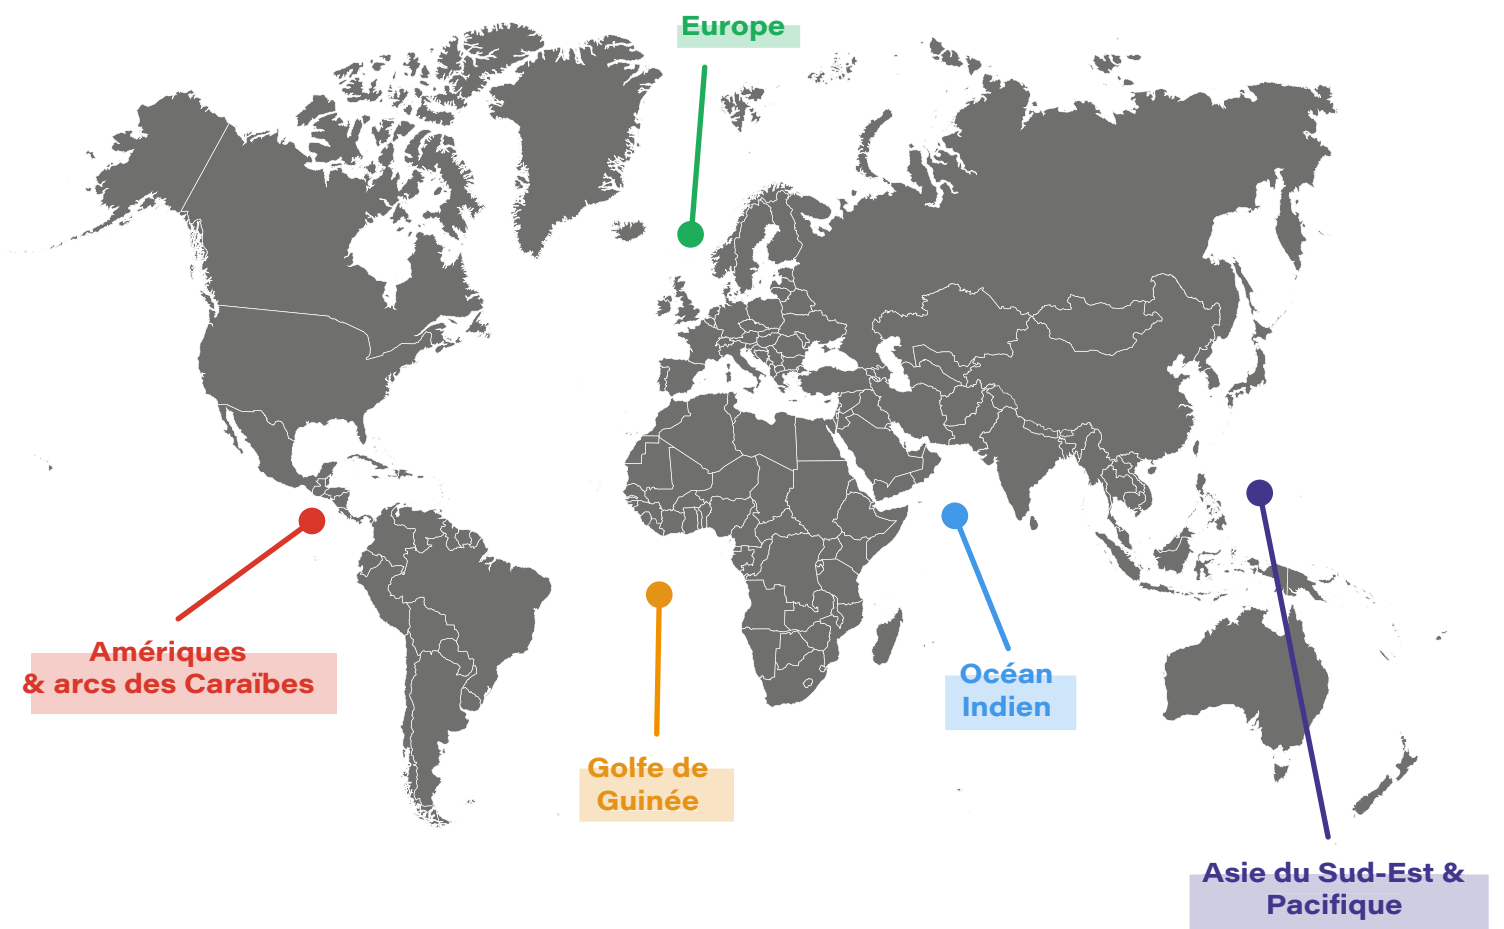 Europe
Amériques
& arcs des Caraïbes
Océan
Indien
Golfe de
Guinée
Asie du Sud-Est &
Pacifique